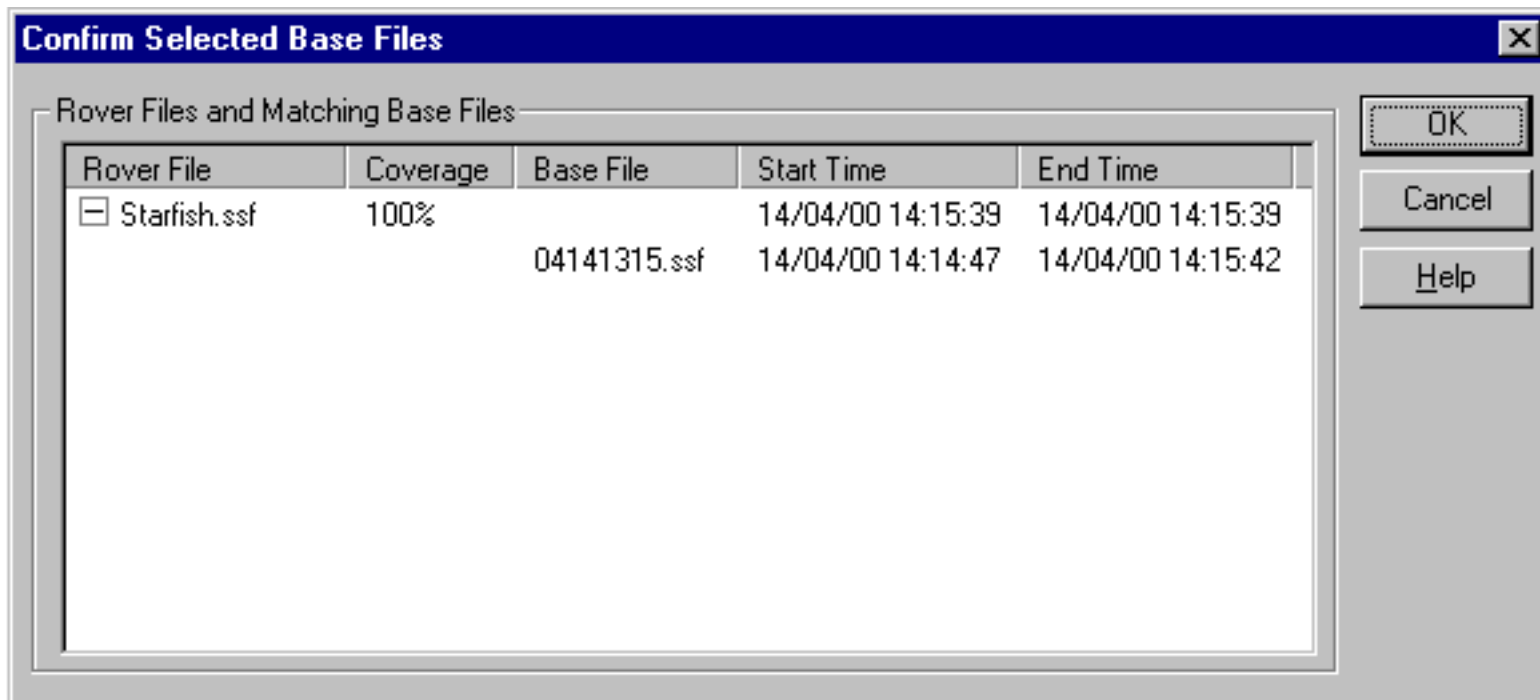 Confirm Selected Base Files
Rover Files and Matching Base Files
Rover File Coverage Base File Start Time End Time
Starfish.ssf 100% 14/04/00 14:15:39 14/04/00 14:15:39
04141315.ssf 14/04/00 14:14:47 14/04/00 14:15:42
OK
Cancel
Help